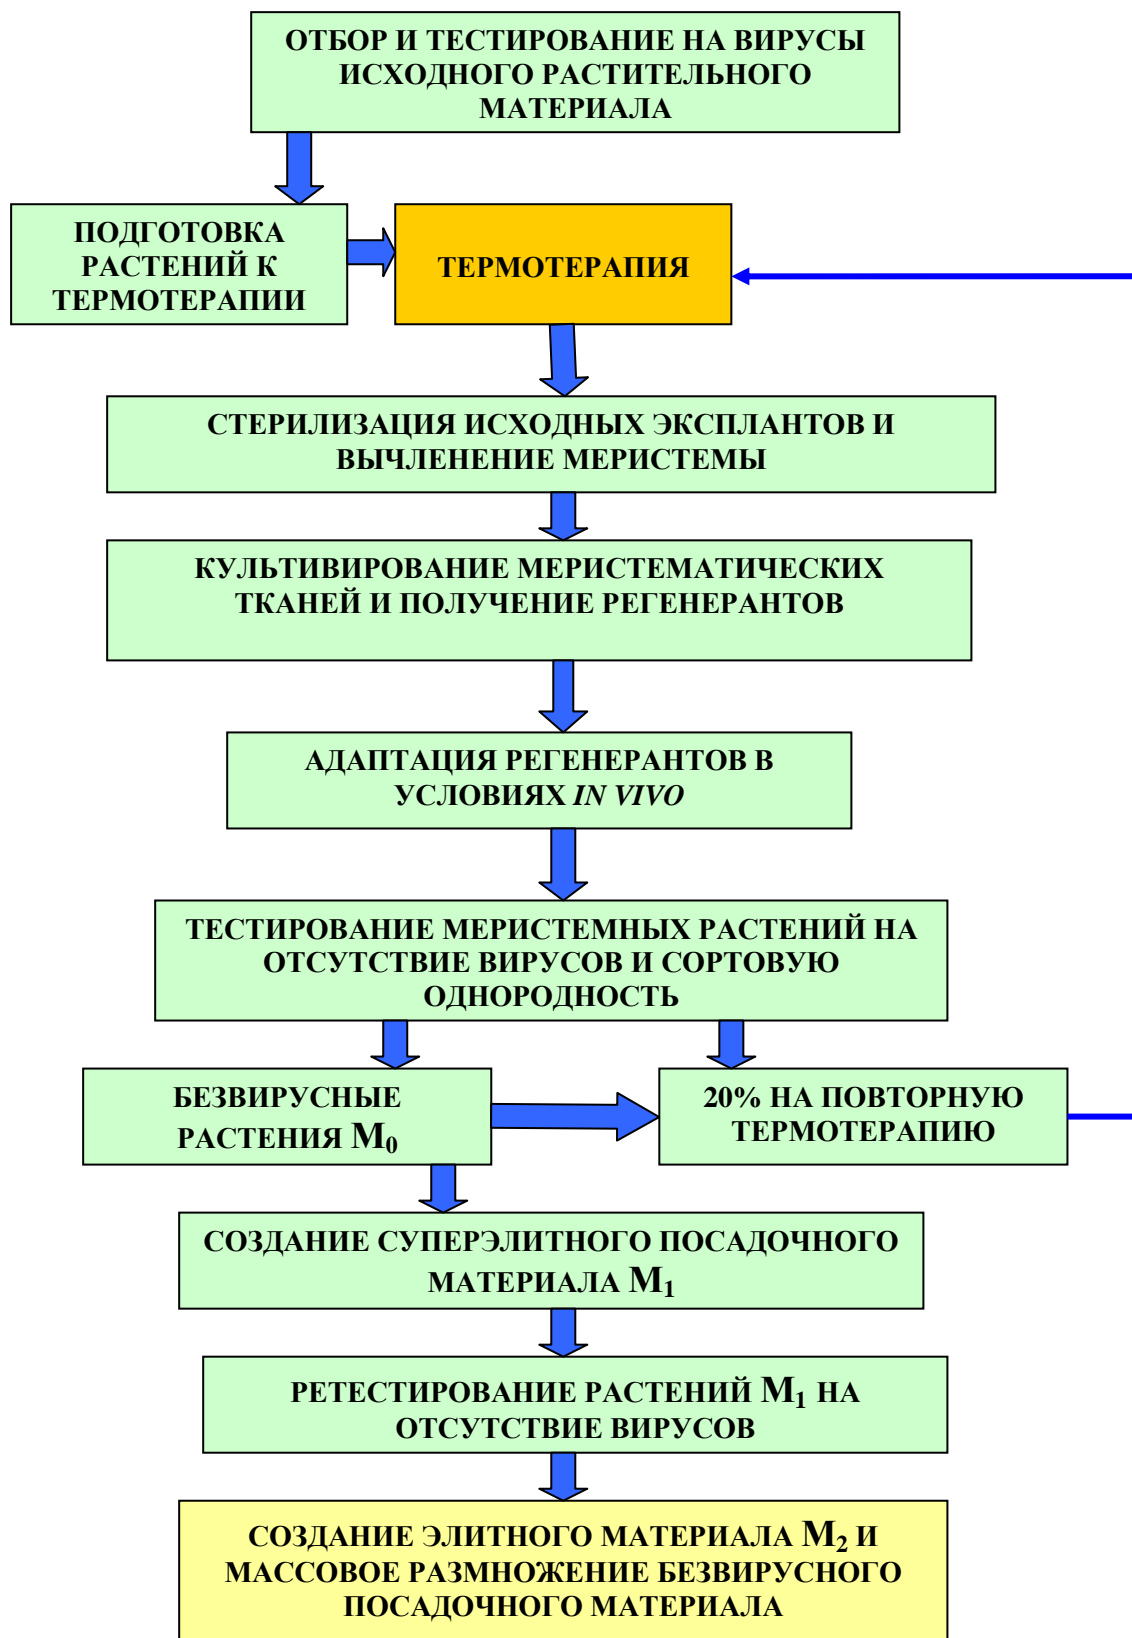 ОТБОР И ТЕСТИРОВАНИЕ НА ВИРУСЫ
ИСХОДНОГО РАСТИТЕЛЬНОГО
МАТЕРИАЛА
ПОДГОТОВКА
РАСТЕНИЙ К
ТЕРМОТЕРАПИИ
ТЕРМОТЕРАПИЯ
СТЕРИЛИЗАЦИЯ ИСХОДНЫХ ЭКСПЛАНТОВ И
ВЫЧЛЕНЕНИЕ МЕРИСТЕМЫ
КУЛЬТИВИРОВАНИЕ МЕРИСТЕМАТИЧЕСКИХ
ТКАНЕЙ И ПОЛУЧЕНИЕ РЕГЕНЕРАНТОВ
АДАПТАЦИЯ РЕГЕНЕРАНТОВ В
УСЛОВИЯХ IN VIVO
ТЕСТИРОВАНИЕ МЕРИСТЕМНЫХ РАСТЕНИЙ НА
ОТСУТСТВИЕ ВИРУСОВ И СОРТОВУЮ
ОДНОРОДНОСТЬ
БЕЗВИРУСНЫЕ
РАСТЕНИЯ М₀
20% НА ПОВТОРНУЮ
ТЕРМОТЕРАПИЮ
СОЗДАНИЕ СУПЕРЭЛИТНОГО ПОСАДОЧНОГО
МАТЕРИАЛА М₁
РЕТЕСТИРОВАНИЕ РАСТЕНИЙ М₁ НА
ОТСУТСТВИЕ ВИРУСОВ
СОЗДАНИЕ ЭЛИТНОГО МАТЕРИАЛА М₂ И
МАССОВОЕ РАЗМНОЖЕНИЕ БЕЗВИРУСНОГО
ПОСАДОЧНОГО МАТЕРИАЛА